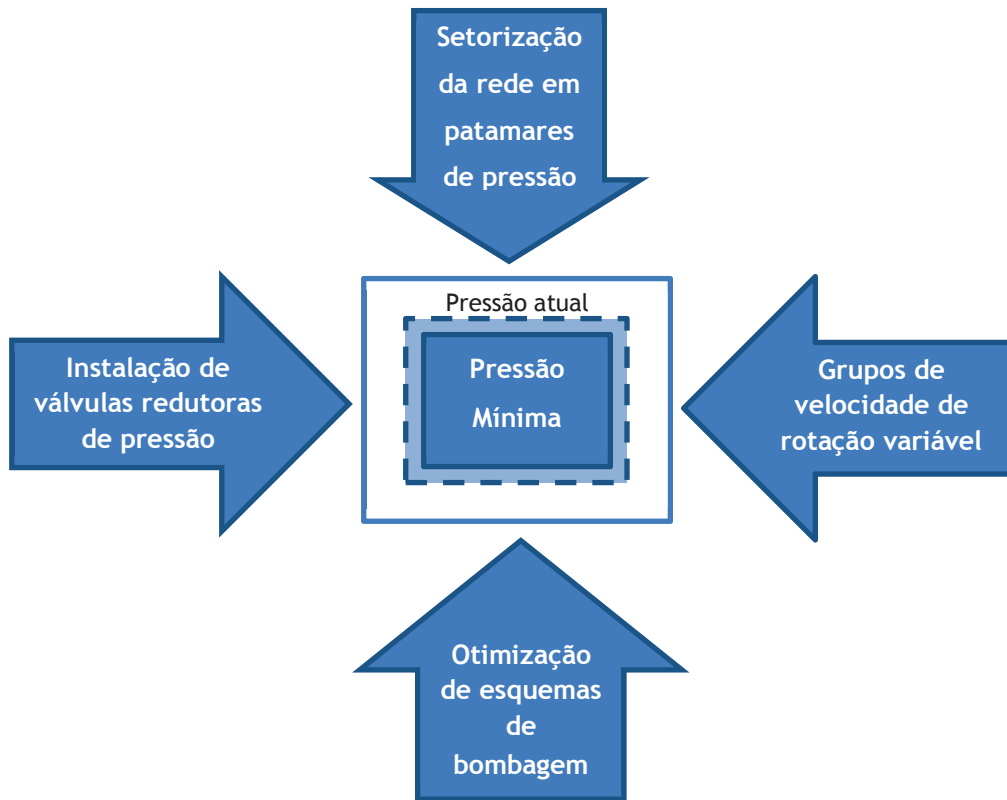 Setorização
da rede em
patamares
de pressão
Pressão atual
Pressão
Mínima
Instalação de
válvulas redutoras
de pressão
Grupos de
velocidade de
rotação variável
Otimização
de esquemas
de
bombagem